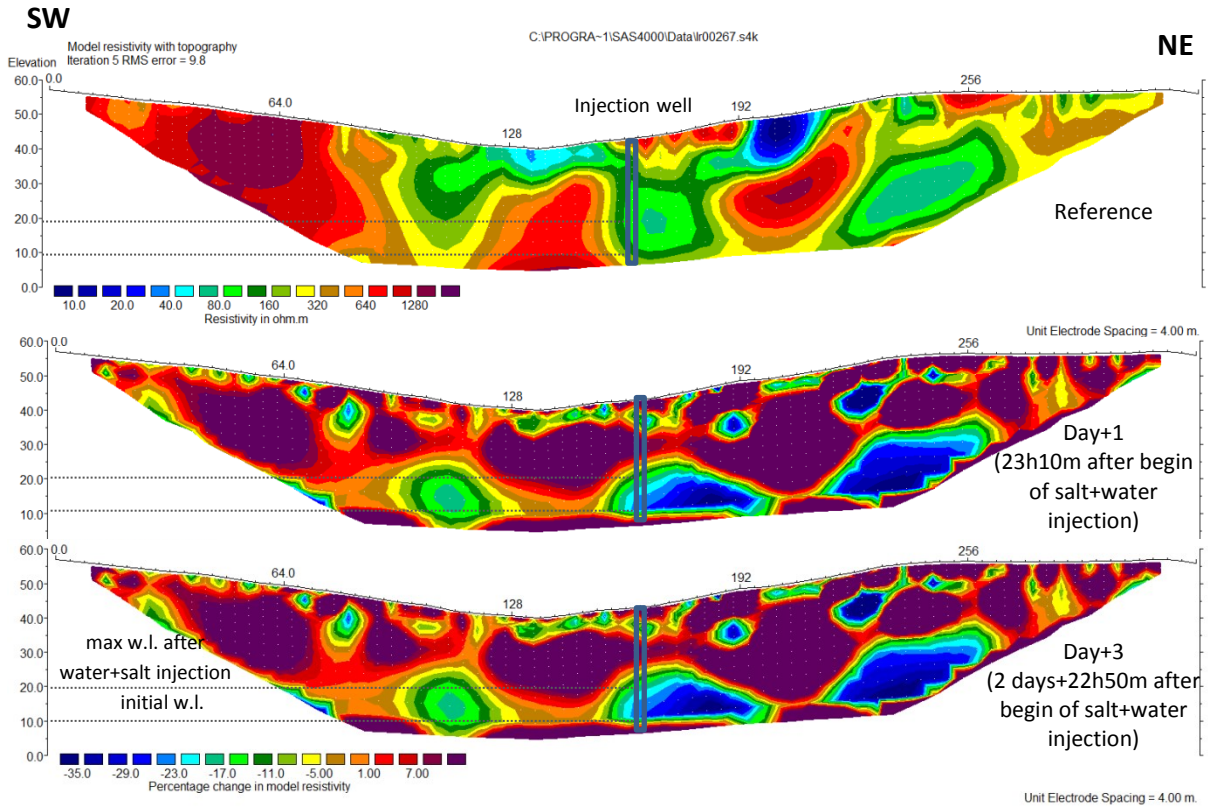 SW
NE
Model resistivity with topography
Iteration 5 RMS error = 9.8
C:\PROGRA~1\SAS4000\Data\lr00267.s4k
Elevation
60.0
50.0
40.0
30.0
20.0
10.0
0.0
0.0
64.0
128
192
256
Injection well
Reference
10.0 20.0 40.0 80.0 160 320 640 1280
Resistivity in ohm.m
Unit Electrode Spacing = 4.00 m.
60.0
50.0
40.0
30.0
20.0
10.0
0.0
0.0
64.0
128
192
256
Day+1
(23h10m after begin
of salt+water
injection)
60.0
50.0
40.0
30.0
20.0
10.0
0.0
0.0
64.0
128
192
256
max w.l. after
water+salt injection
initial w.l.
Day+3
(2 days+22h50m after
begin of salt+water
injection)
-35.0 -29.0 -23.0 -17.0 -11.0 -5.00 1.00 7.00
Percentage change in model resistivity
Unit Electrode Spacing = 4.00 m.